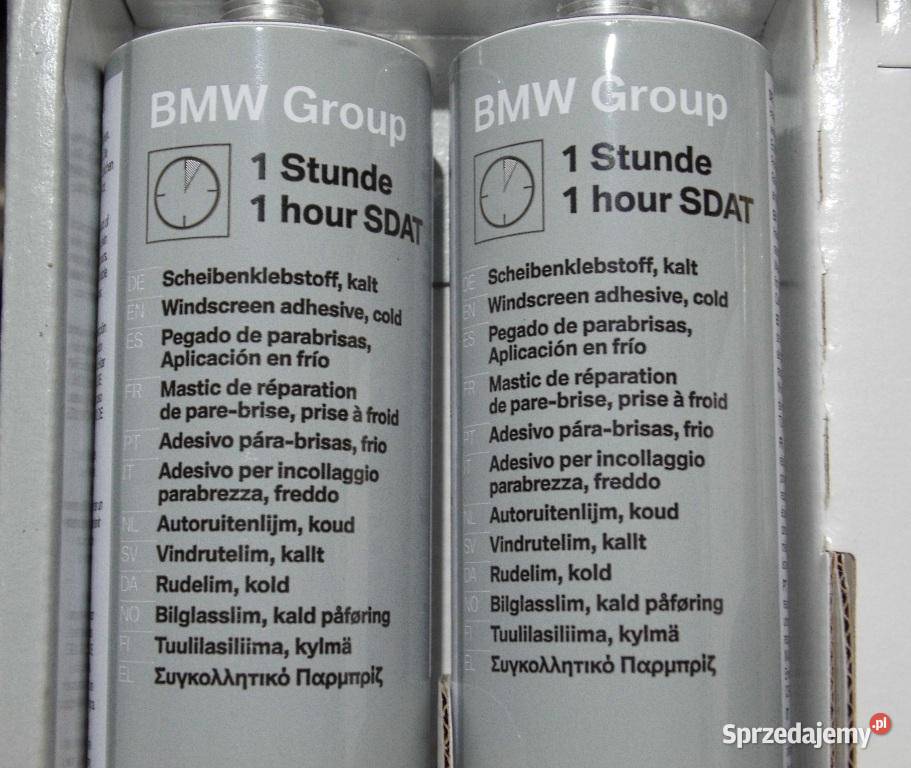 BMW Group
1 Stunde
1 hour SDAT
DE Scheibenklebstoff, kalt
EN Windscreen adhesive, cold
ES Pegado de parabrisas,
Aplicación en frío
FR Mastic de réparation
de pare-brise, prise à froid
PT Adesivo pára-brisas, frio
IT Adesivo per incollaggio
parabrezza, freddo
NL Autoruitenlijm, koud
SV Vindrutelim, kallt
DA Rudelim, kold
NO Bilglasslim, kald påføring
FI Tuulilasiliima, kylmä
EL Συγκολλητικό Παρμπρίζ
BMW Group
1 Stunde
1 hour SDAT
DE Scheibenklebstoff, kalt
EN Windscreen adhesive, cold
ES Pegado de parabrisas,
Aplicación en frío
FR Mastic de réparation
de pare-brise, prise à froid
PT Adesivo pára-brisas, frio
IT Adesivo per incollaggio
parabrezza, freddo
NL Autoruitenlijm, koud
SV Vindrutelim, kallt
DA Rudelim, kold
NO Bilglasslim, kald påføring
FI Tuulilasiliima, kylmä
EL Συγκολλητικό Παρμπρίζ
Sprzedajemy.pl